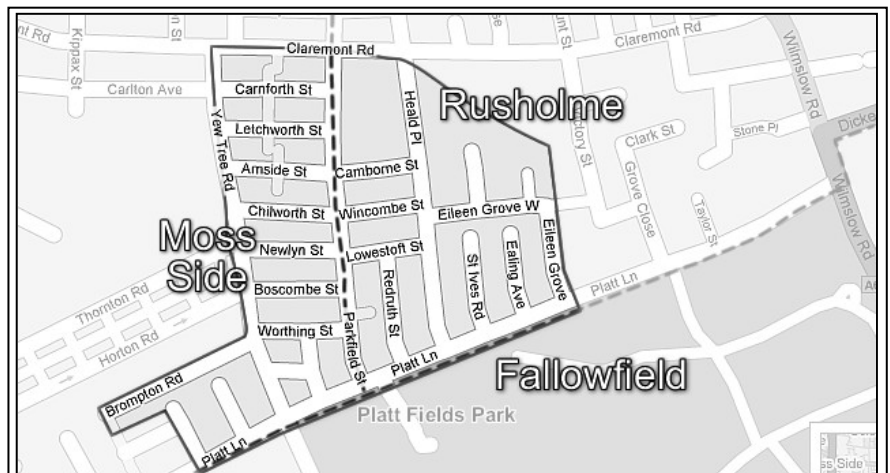 Claremont Rd
Claremont Rd
Kippax St
Carlton Ave
Carnforth St
Letchworth St
Arnside St
Chilworth St
Newlyn St
Boscombe St
Worthing St
Yew Tree Rd
Heald Pl
Camborne St
Wincombe St
Lowestoft St
Redruth St
Parkfield St
Rusholme
Eileen Grove W
Eileen Grove
St Ives Rd
Ealing Ave
Clark St
Stone Pl
Grove Close
Taylor St
Wilmslow Rd
Wilmslow Rd
Platt Ln
Platt Ln
Platt Ln
Moss
Side
Thornton Rd
Horton Rd
Brompton Rd
Fallowfield
Platt Fields Park